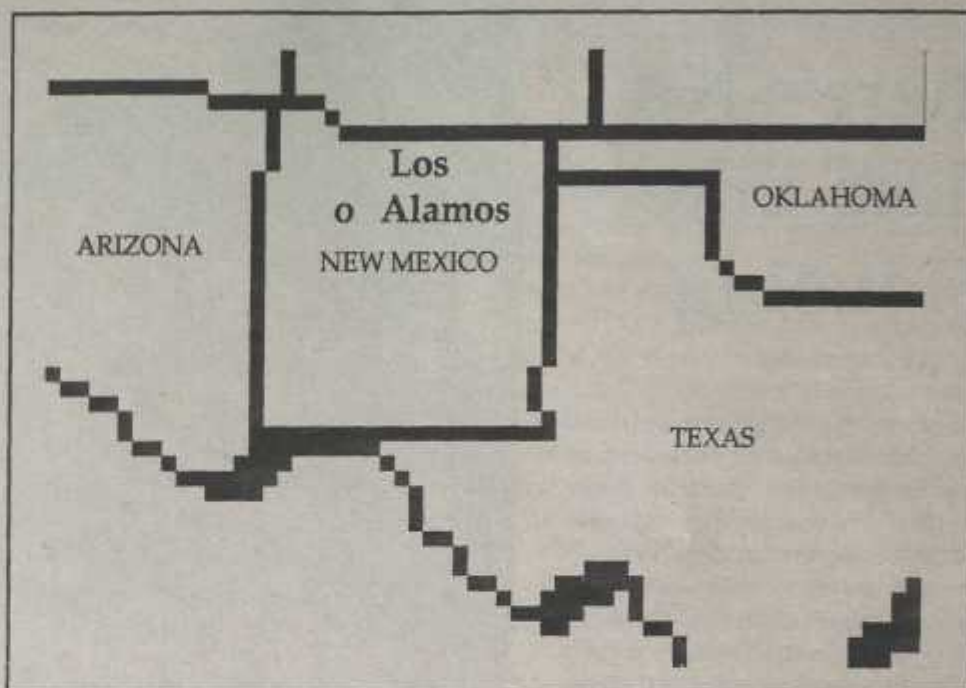 Los
o Alamos
OKLAHOMA
ARIZONA
NEW MEXICO
TEXAS